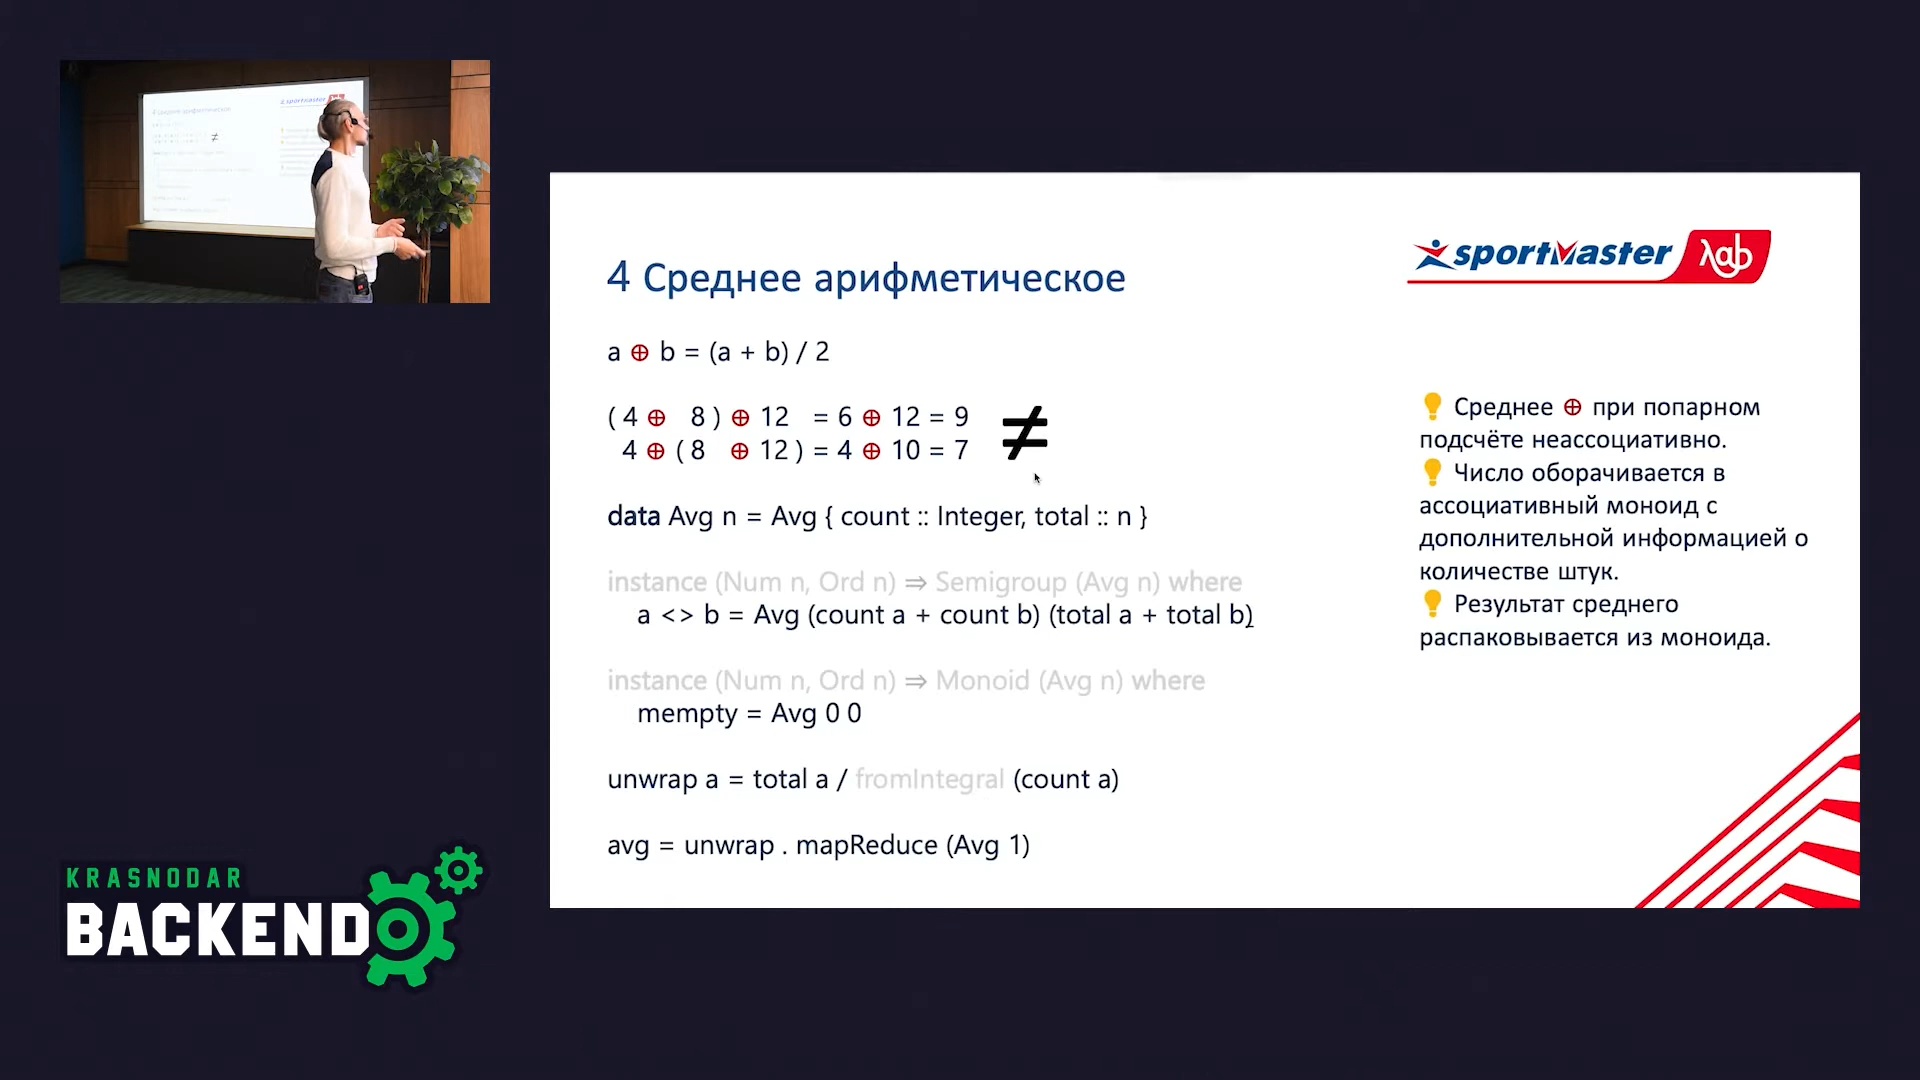 4 Среднее арифметическое
sportmaster λab
a ⊕ b = (a + b) / 2
( 4 ⊕ 8 ) ⊕ 12 = 6 ⊕ 12 = 9
4 ⊕ ( 8 ⊕ 12 ) = 4 ⊕ 10 = 7
≠
data Avg n = Avg { count :: Integer, total :: n }
instance (Num n, Ord n) ⇒ Semigroup (Avg n) where
a <> b = Avg (count a + count b) (total a + total b)
instance (Num n, Ord n) ⇒ Monoid (Avg n) where
mempty = Avg 0 0
unwrap a = total a / fromIntegral (count a)
avg = unwrap . mapReduce (Avg 1)
💡 Среднее ⊕ при попарном
подсчёте неассоциативно.
💡 Число оборачивается в
ассоциативный моноид с
дополнительной информацией о
количестве штук.
💡 Результат среднего
распаковывается из моноида.
KRASNODAR
BACKEND